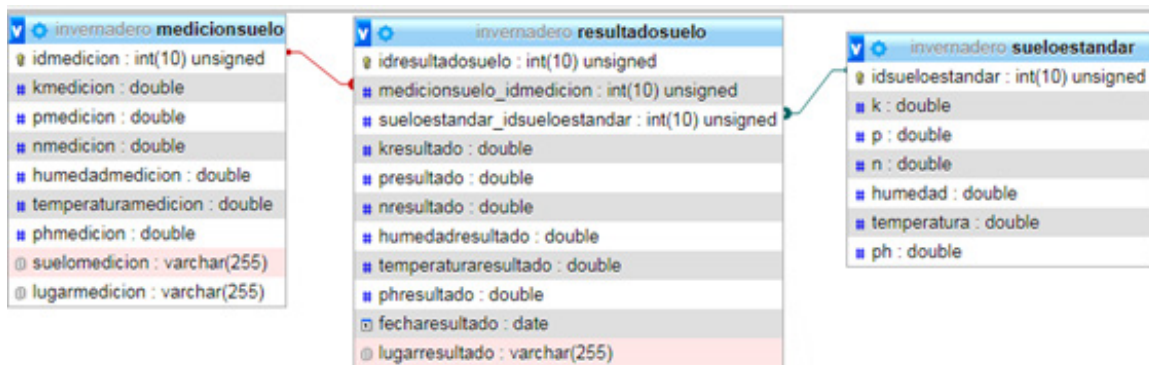 invernadero medicionsuelo
idmedicion : int(10) unsigned
kmedicion : double
pmedicion : double
nmedicion : double
humedadmedicion : double
temperaturamedicion : double
phmedicion : double
suelomedicion : varchar(255)
lugarmedicion : varchar(255)
invernadero resultadosuelo
idresultadosuelo : int(10) unsigned
medicionsuelo_idmedicion : int(10) unsigned
sueloestandar_idsueloestandar : int(10) unsigned
kresultado : double
presultado : double
nresultado : double
humedadresultado : double
temperaturaresultado : double
phresultado : double
fecharesultado : date
lugarresultado : varchar(255)
invernadero sueloestandar
idsueloestandar : int(10) unsigned
k : double
p : double
n : double
humedad : double
temperatura : double
ph : double